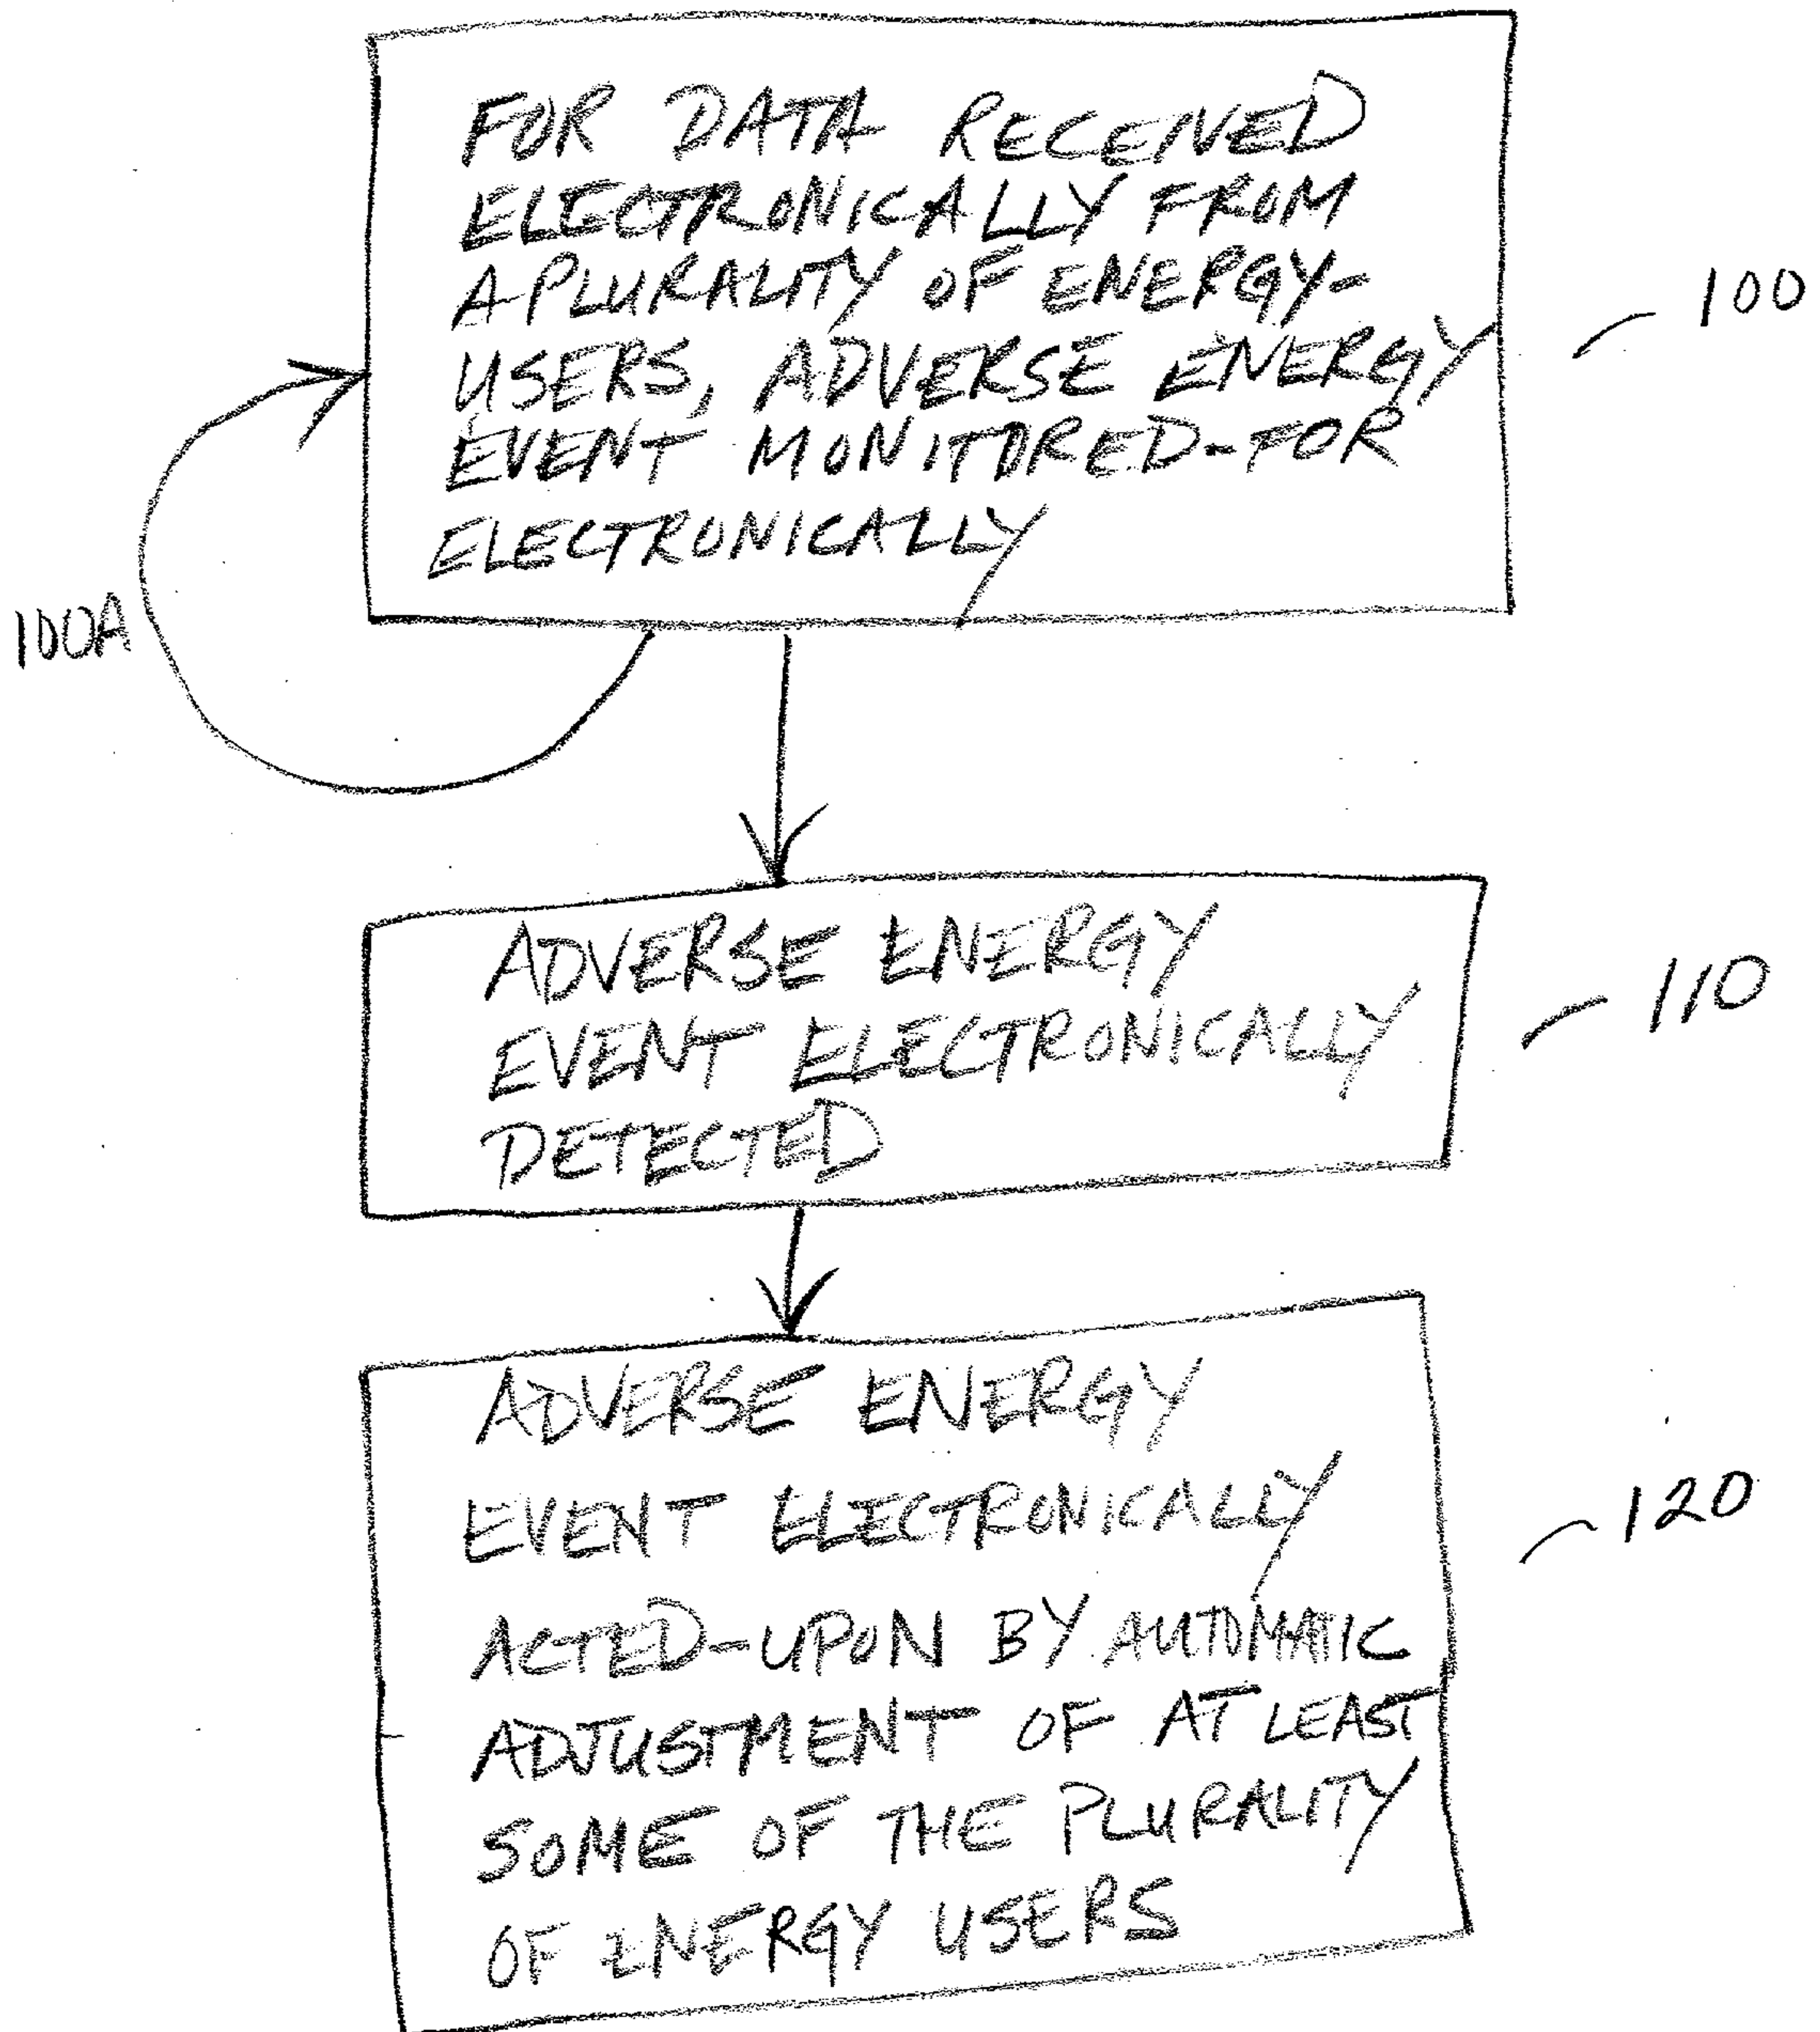 FOR DATA RECEIVED
ELECTRONICALLY FROM
A PLURALITY OF ENERGY-
USERS, ADVERSE ENERGY
EVENT MONITORED-FOR
ELECTRONICALLY
100
100A
ADVERSE ENERGY
EVENT ELECTRONICALLY
DETECTED
110
ADVERSE ENERGY
EVENT ELECTRONICALLY
ACTED-UPON BY AUTOMATIC
ADJUSTMENT OF AT LEAST
SOME OF THE PLURALITY
OF ENERGY USERS
120